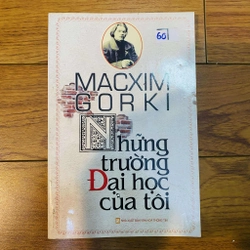 60
MACXIM
GORKI
Những
trường
Đại học
của tôi